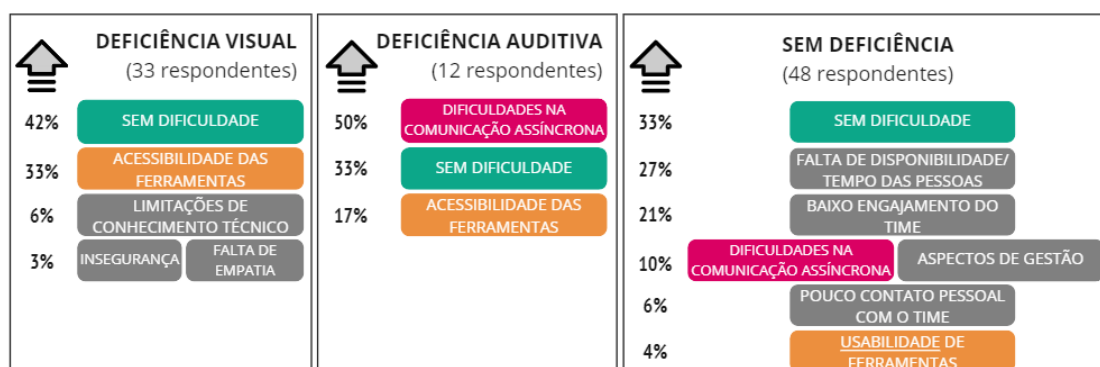 DEFICIÊNCIA VISUAL
(33 respondentes)
42%
SEM DIFICULDADE
33%
ACESSIBILIDADE DAS
FERRAMENTAS
6%
LIMITAÇÕES DE
CONHECIMENTO TÉCNICO
3%
INSEGURANÇA
FALTA DE
EMPATIA
DEFICIÊNCIA AUDITIVA
(12 respondentes)
50%
DIFICULDADES NA
COMUNICAÇÃO ASSÍNCRONA
33%
SEM DIFICULDADE
17%
ACESSIBILIDADE DAS
FERRAMENTAS
SEM DEFICIÊNCIA
(48 respondentes)
33%
SEM DIFICULDADE
27%
FALTA DE DISPONIBILIDADE/
TEMPO DAS PESSOAS
21%
BAIXO ENGAJAMENTO DO
TIME
10%
DIFICULDADES NA
COMUNICAÇÃO ASSÍNCRONA
ASPECTOS DE GESTÃO
6%
POUCO CONTATO PESSOAL
COM O TIME
4%
USABILIDADE DE
FERRAMENTAS